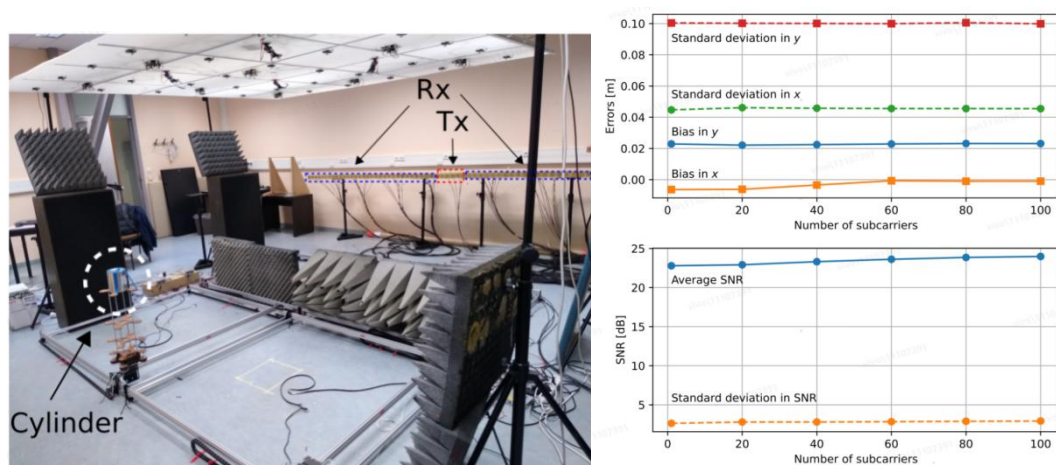 Rx
Tx
Cylinder
0.10
Standard deviation in y
0.08
0.06
Standard deviation in x
Errors [m]
0.04
Bias in y
0.02
Bias in x
0.00
0 20 40 60 80 100
Number of subcarriers
25
Average SNR
20
15
SNR [dB]
10
Standard deviation in SNR
5
0 20 40 60 80 100
Number of subcarriers